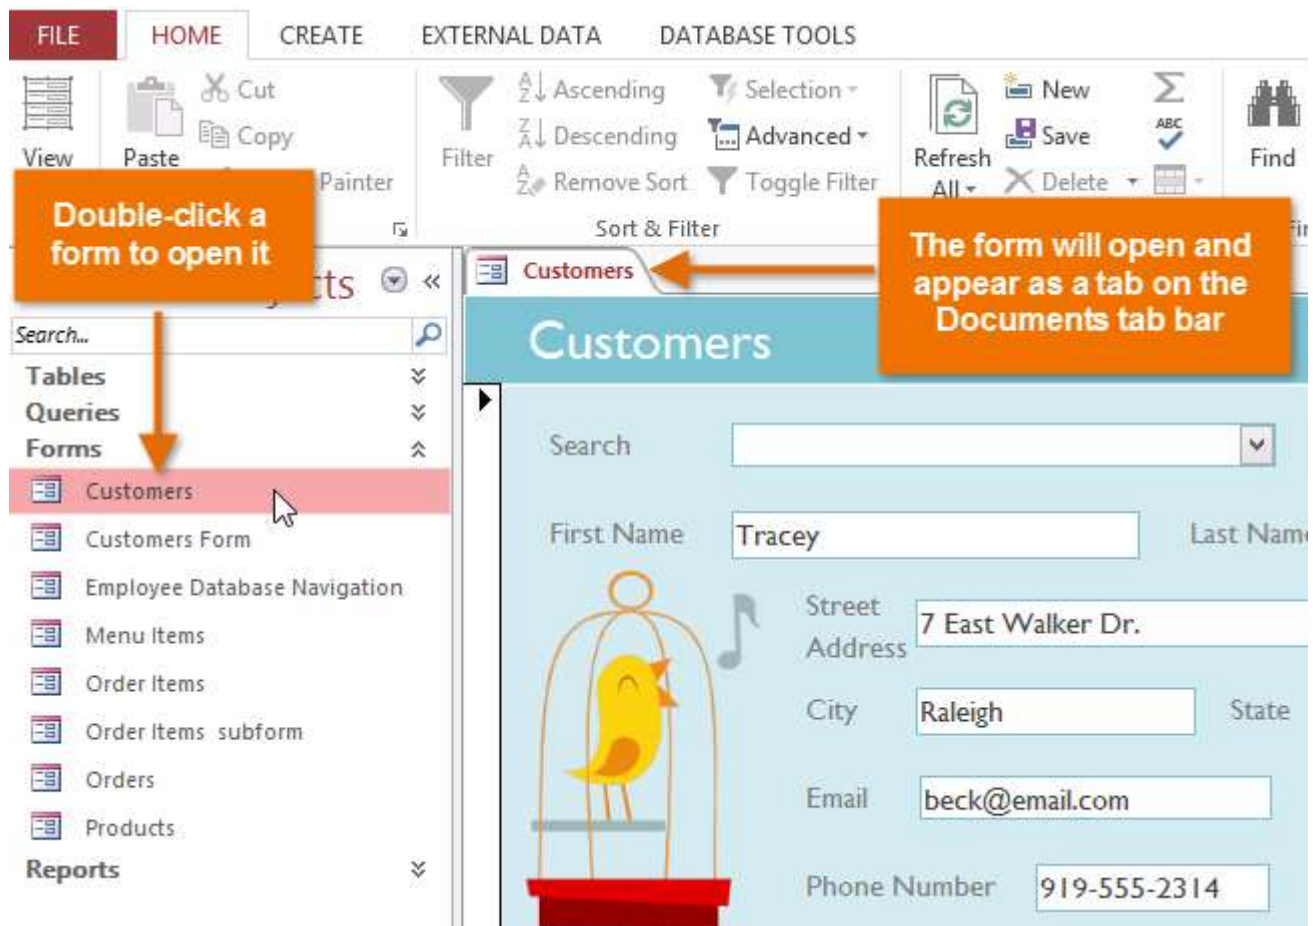 FILE HOME CREATE EXTERNAL DATA DATABASE TOOLS
Cut Ascending Selection New
Copy Descending Advanced Save ABC
View Paste Painter Filter Remove Sort Toggle Filter Refresh All Delete Find
Sort & Filter
Double-click a
form to open it
The form will open and
appear as a tab on the
Documents tab bar
Search...
Tables
Queries
Forms
Customers
Customers Form
Employee Database Navigation
Menu Items
Order Items
Order Items subform
Orders
Products
Reports
Customers
Customers
Search
First Name Tracey Last Name
Street
Address 7 East Walker Dr.
City Raleigh State
Email beck@email.com
Phone Number 919-555-2314